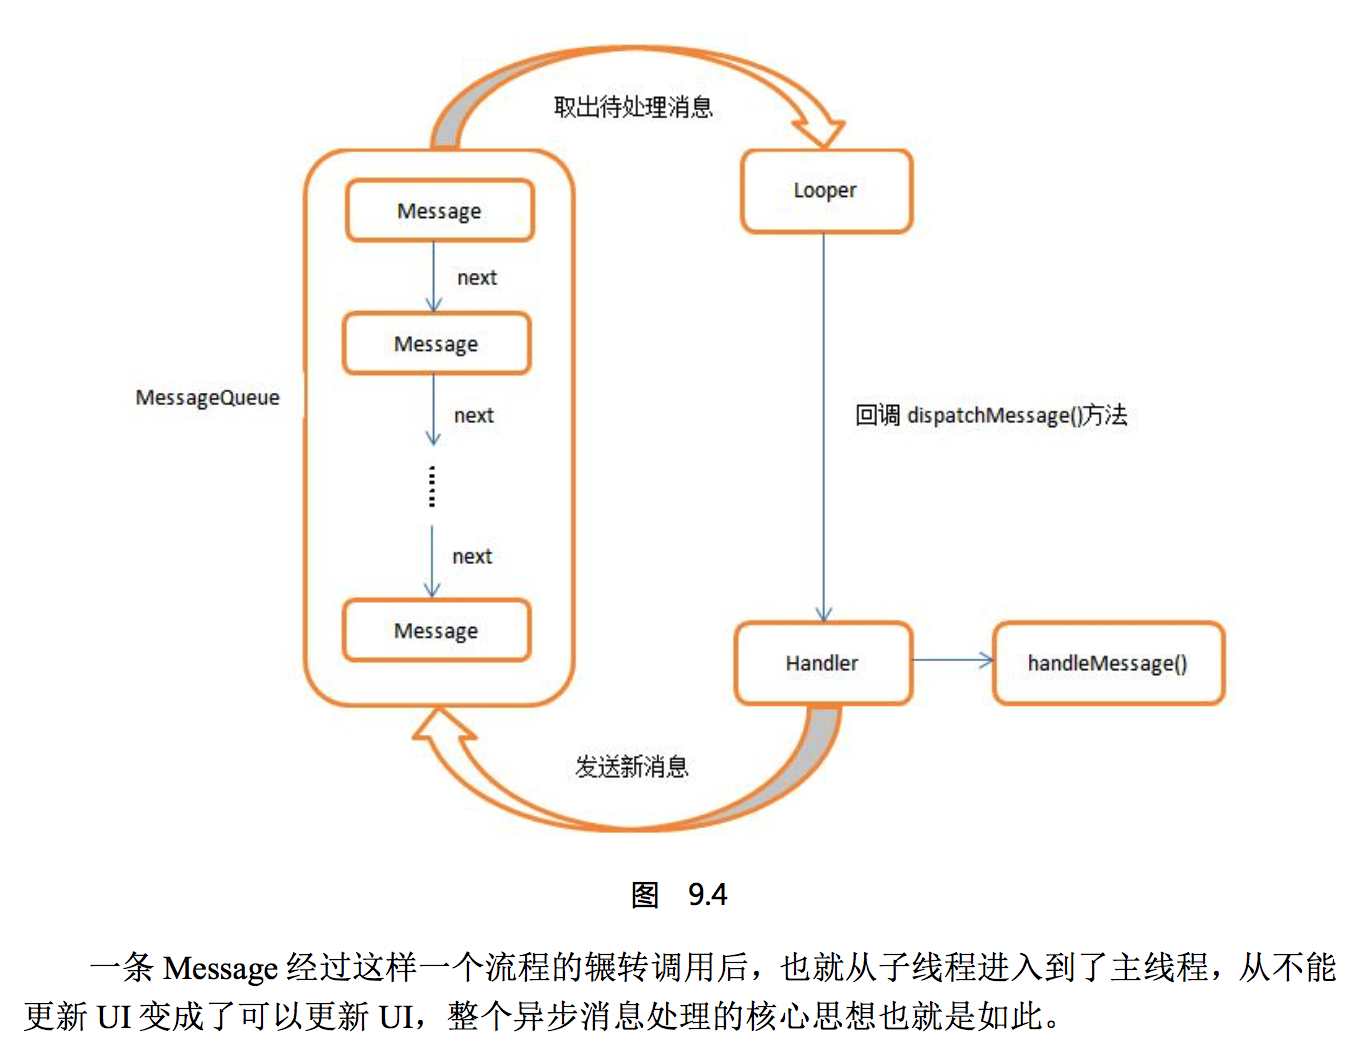 取出待处理消息
Message
Looper
next
Message
MessageQueue
next
回调 dispatchMessage()方法
next
Message
Handler
handleMessage()
发送新消息
图 9.4
一条 Message 经过这样一个流程的辗转调用后，也就从子线程进入到了主线程，从不能
更新 UI 变成了可以更新 UI，整个异步消息处理的核心思想也就是如此。